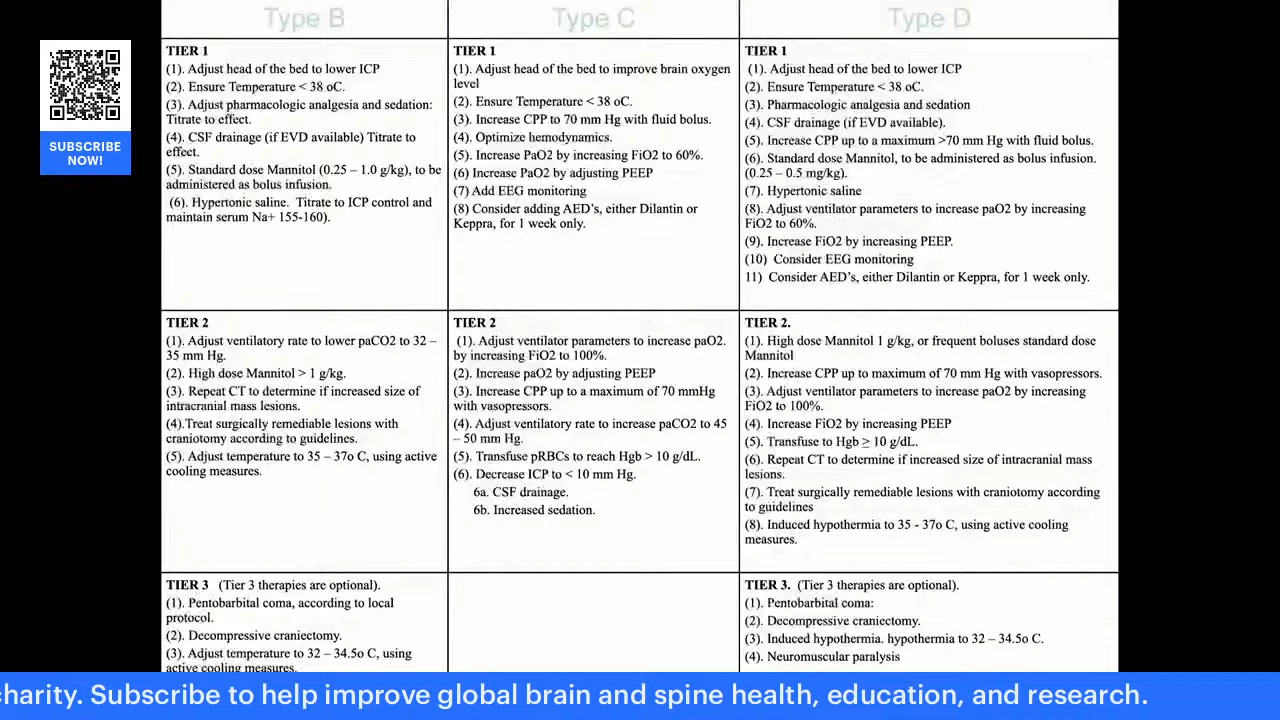 Type B
Type C
Type D
SUBSCRIBE
NOW!
TIER 1
(1). Adjust head of the bed to lower ICP
(2). Ensure Temperature < 38 oC.
(3). Adjust pharmacologic analgesia and sedation:
Titrate to effect.
(4). CSF drainage (if EVD available) Titrate to
effect.
(5). Standard dose Mannitol (0.25 – 1.0 g/kg), to be
administered as bolus infusion.
(6). Hypertonic saline. Titrate to ICP control and
maintain serum Na+ 155-160).
TIER 1
(1). Adjust head of the bed to improve brain oxygen
level
(2). Ensure Temperature < 38 oC.
(3). Increase CPP to 70 mm Hg with fluid bolus.
(4). Optimize hemodynamics.
(5). Increase PaO2 by increasing FiO2 to 60%.
(6) Increase PaO2 by adjusting PEEP
(7) Add EEG monitoring
(8) Consider adding AED's, either Dilantin or
Keppra, for 1 week only.
TIER 1
(1). Adjust head of the bed to lower ICP
(2). Ensure Temperature < 38 oC.
(3). Pharmacologic analgesia and sedation
(4). CSF drainage (if EVD available).
(5). Increase CPP up to a maximum >70 mm Hg with fluid bolus.
(6). Standard dose Mannitol, to be administered as bolus infusion.
(0.25 – 0.5 mg/kg).
(7). Hypertonic saline
(8). Adjust ventilator parameters to increase paO2 by increasing
FiO2 to 60%.
(9). Increase FiO2 by increasing PEEP.
(10) Consider EEG monitoring
11) Consider AED's, either Dilantin or Keppra, for 1 week only.
TIER 2
(1). Adjust ventilatory rate to lower paCO2 to 32 –
35 mm Hg.
(2). High dose Mannitol > 1 g/kg.
(3). Repeat CT to determine if increased size of
intracranial mass lesions.
(4).Treat surgically remediable lesions with
craniotomy according to guidelines.
(5). Adjust temperature to 35 – 37o C, using active
cooling measures.
TIER 2
(1). Adjust ventilator parameters to increase paO2.
by increasing FiO2 to 100%.
(2). Increase paO2 by adjusting PEEP
(3). Increase CPP up to a maximum of 70 mmHg
with vasopressors.
(4). Adjust ventilatory rate to increase paCO2 to 45
– 50 mm Hg.
(5). Transfuse pRBCs to reach Hgb > 10 g/dL.
(6). Decrease ICP to < 10 mm Hg.
6a. CSF drainage.
6b. Increased sedation.
TIER 2.
(1). High dose Mannitol 1 g/kg, or frequent boluses standard dose
Mannitol
(2). Increase CPP up to maximum of 70 mm Hg with vasopressors.
(3). Adjust ventilator parameters to increase paO2 by increasing
FiO2 to 100%.
(4). Increase FiO2 by increasing PEEP
(5). Transfuse to Hgb ≥ 10 g/dL.
(6). Repeat CT to determine if increased size of intracranial mass
lesions.
(7). Treat surgically remediable lesions with craniotomy according
to guidelines
(8). Induced hypothermia to 35 - 37o C, using active cooling
measures.
TIER 3 (Tier 3 therapies are optional).
(1). Pentobarbital coma, according to local
protocol.
(2). Decompressive craniectomy.
(3). Adjust temperature to 32 – 34.5o C, using
active cooling measures.
TIER 3. (Tier 3 therapies are optional).
(1). Pentobarbital coma:
(2). Decompressive craniectomy.
(3). Induced hypothermia. hypothermia to 32 – 34.5o C.
(4). Neuromuscular paralysis
charity. Subscribe to help improve global brain and spine health, education, and research.